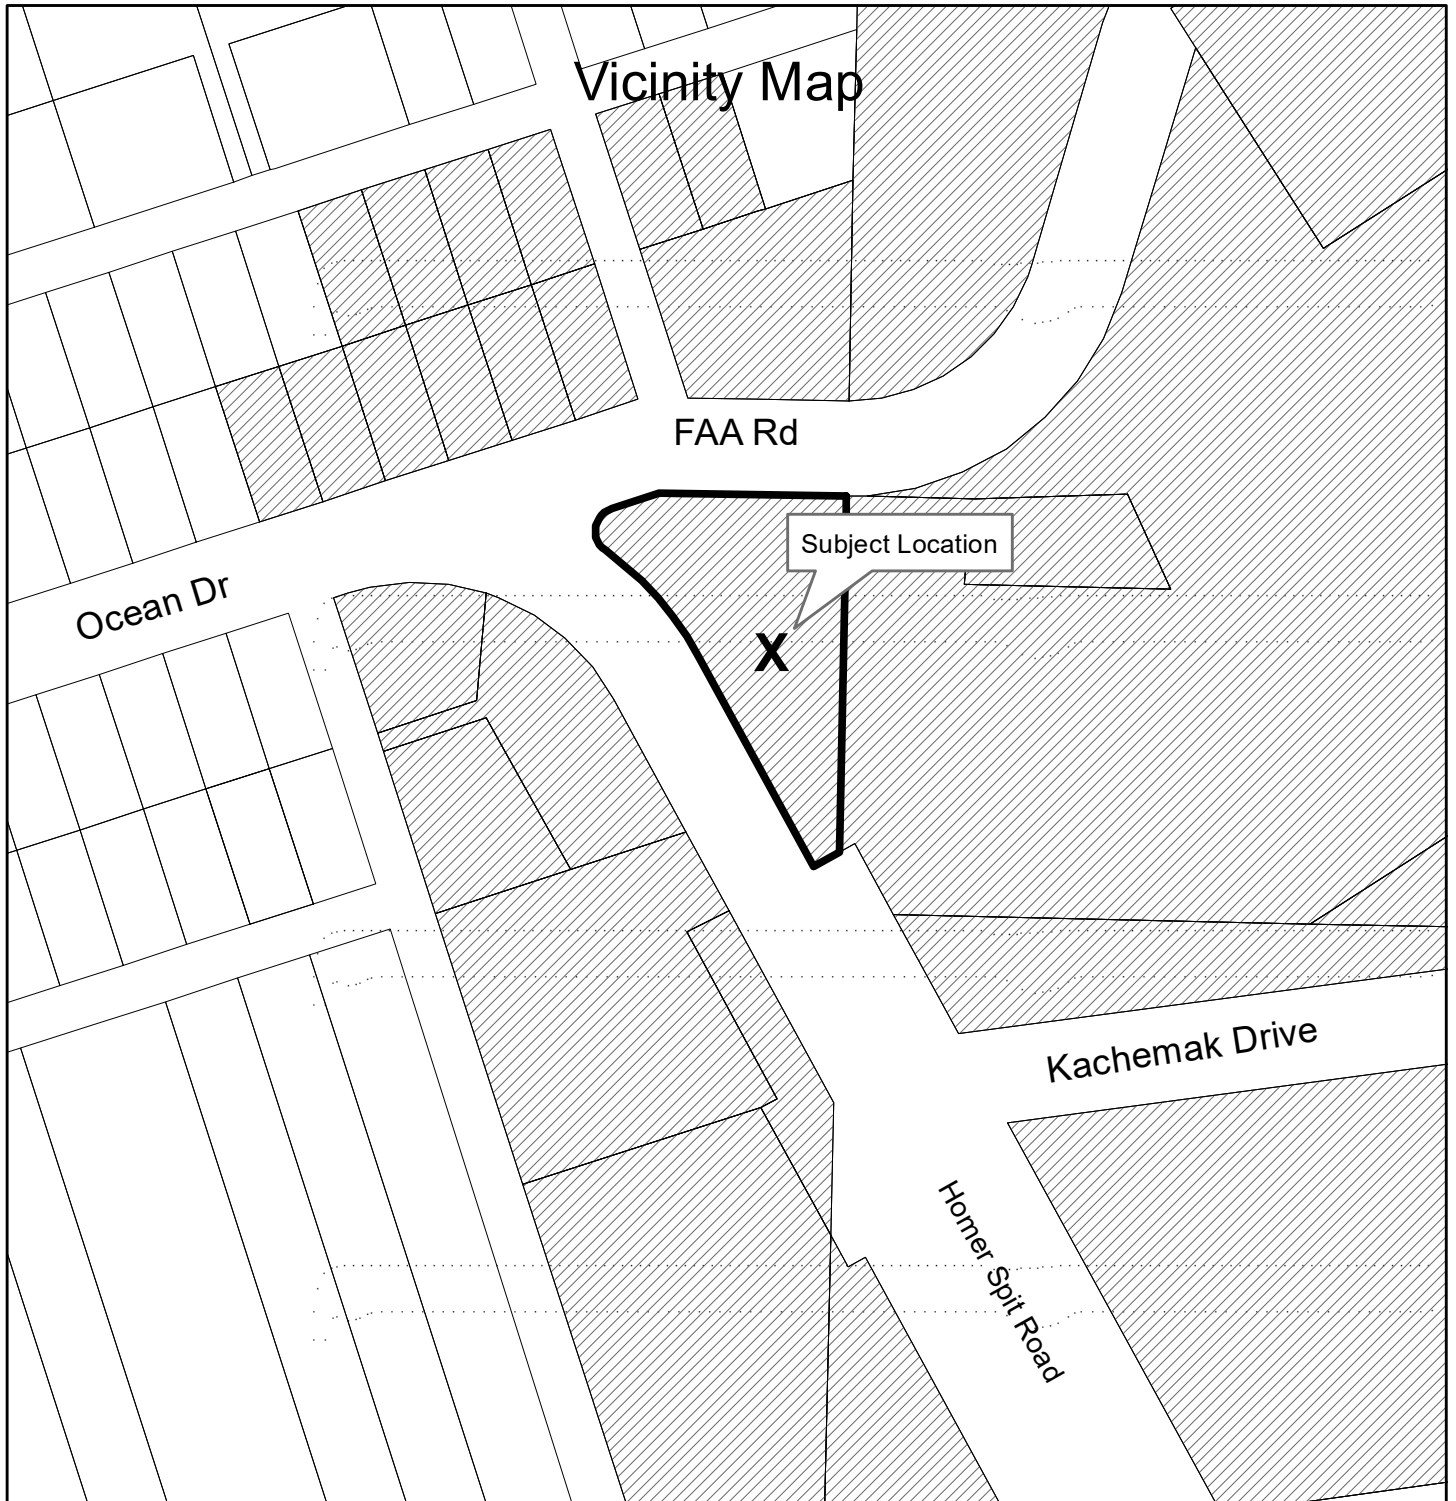 Vicinity Map
FAA Rd
Subject Location
Ocean Dr
X
Kachemak Drive
Homer Spit Road